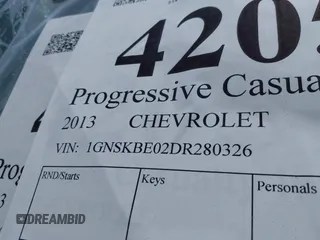 420
Progressive Casua
2013 CHEVROLET
VIN: 1GNSKBE02DR280326
RND/Starts
Keys
Personals
DREAMBID